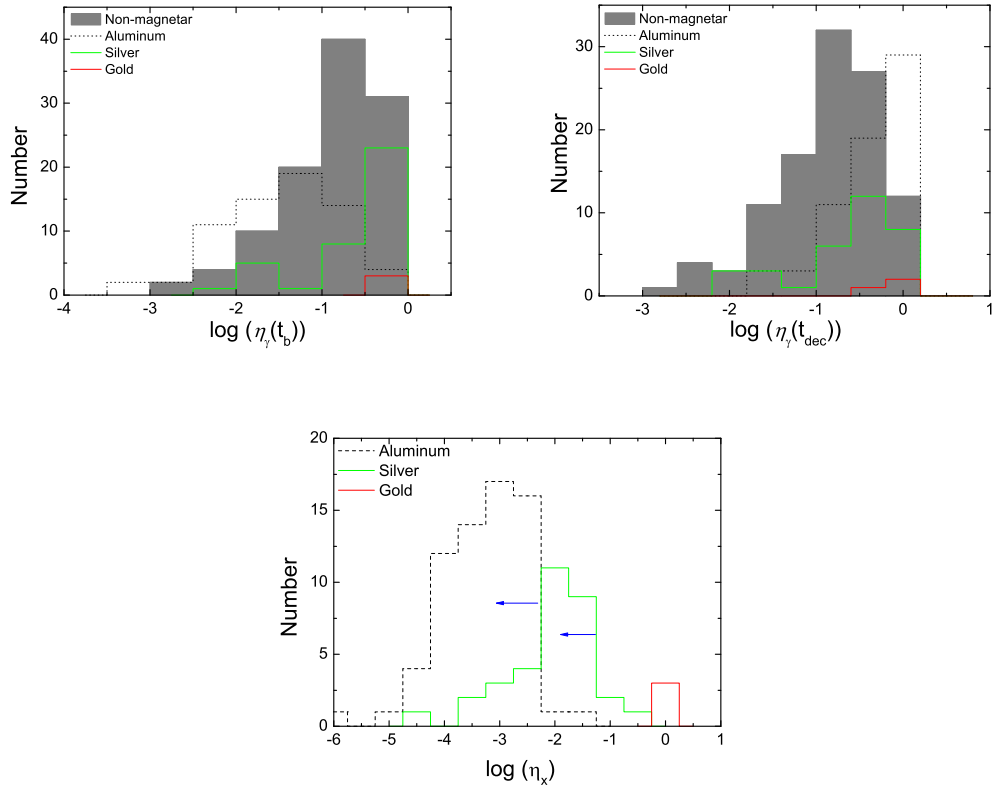 Non-magnetar
Aluminum
Silver
Gold
40
30
20
10
0
Number
-4 -3 -2 -1 0
log (ηγ(tb))
Non-magnetar
Aluminum
Silver
Gold
30
20
10
0
Number
-3 -2 -1 0 1
log (ηγ(tdec))
Aluminum
Silver
Gold
20
15
10
5
0
Number
-6 -5 -4 -3 -2 -1 0 1
log (ηx)